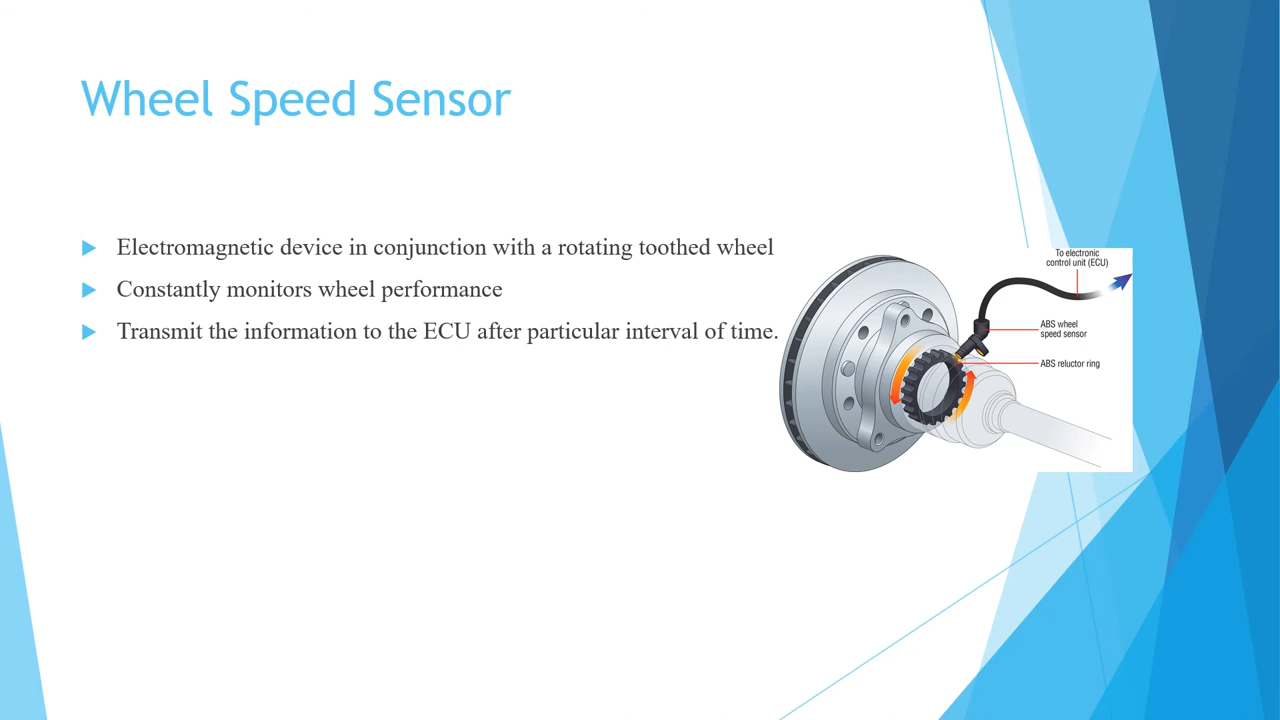 Wheel Speed Sensor
Electromagnetic device in conjunction with a rotating toothed wheel
Constantly monitors wheel performance
Transmit the information to the ECU after particular interval of time.
To electronic
control unit (ECU)
ABS wheel
speed sensor
ABS reluctor ring